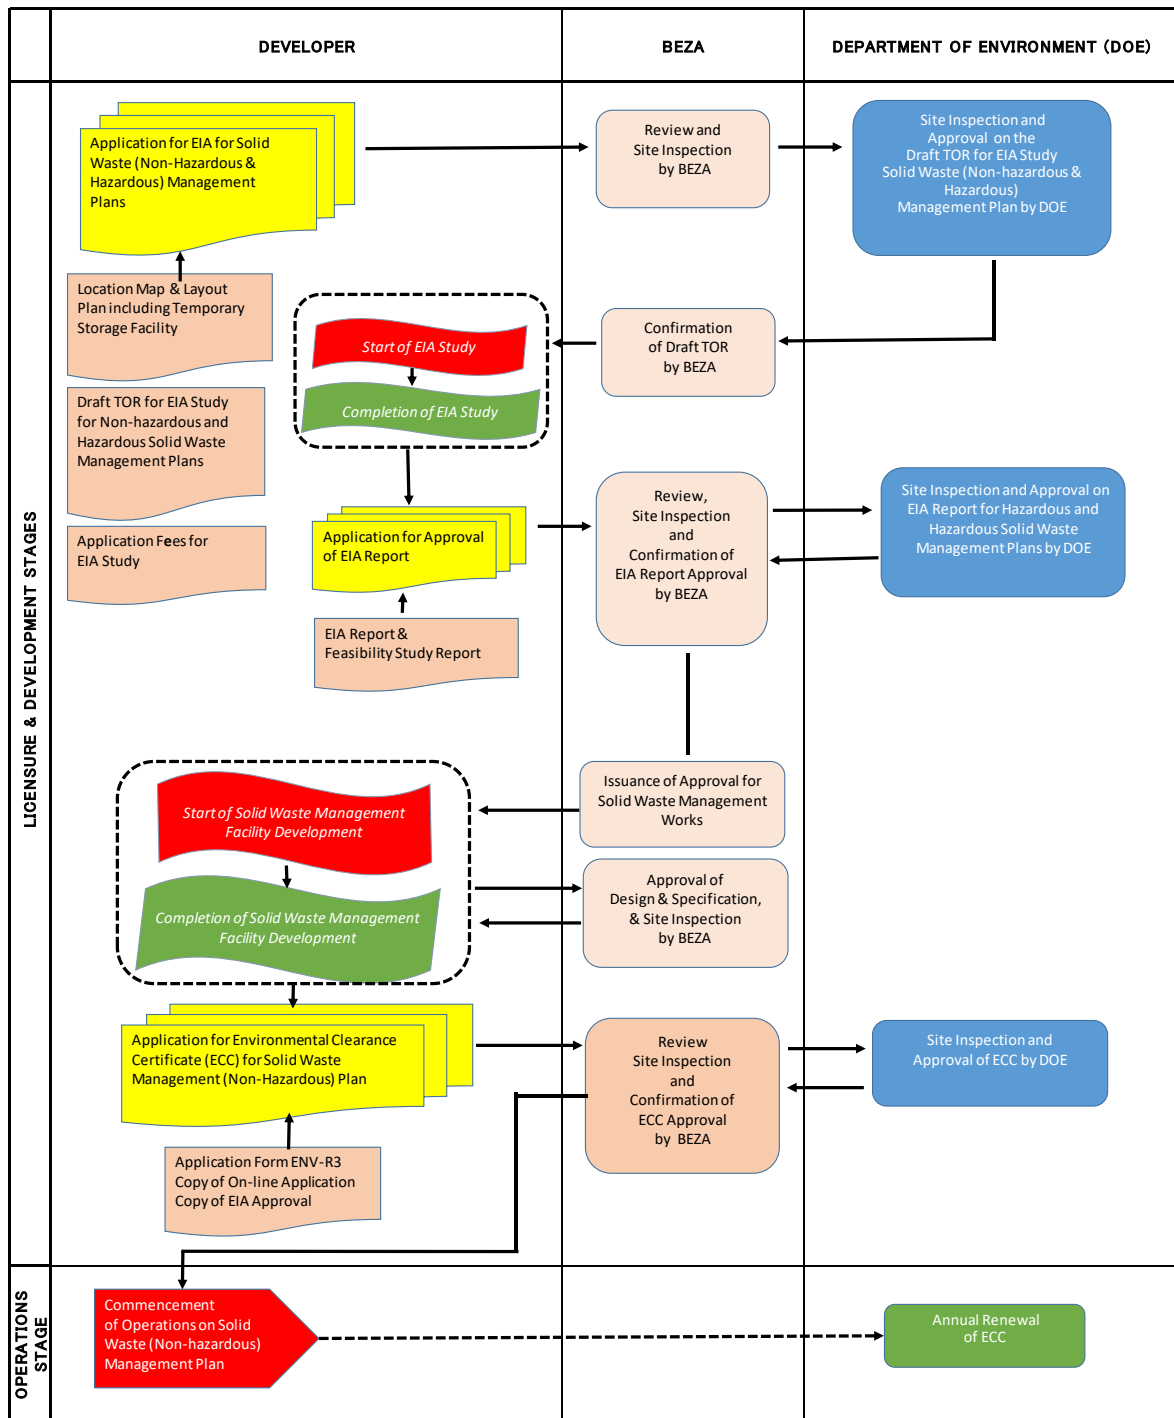 DEVELOPER
BEZA
DEPARTMENT OF ENVIRONMENT (DOE)
LICENSURE & DEVELOPMENT STAGES
Application for EIA for Solid
Waste (Non-Hazardous &
Hazardous) Management
Plans
Review and
Site Inspection
by BEZA
Site Inspection and
Approval on the
Draft TOR for EIA Study
Solid Waste (Non-hazardous &
Hazardous)
Management Plan by DOE
Location Map & Layout
Plan including Temporary
Storage Facility
Start of EIA Study
Completion of EIA Study
Confirmation
of Draft TOR
by BEZA
Draft TOR for EIA Study
for Non-hazardous and
Hazardous Solid Waste
Management Plans
Application Fees for
EIA Study
Application for Approval
of EIA Report
Review,
Site Inspection
and
Confirmation of
EIA Report Approval
by BEZA
Site Inspection and Approval on
EIA Report for Hazardous and
Hazardous Solid Waste
Management Plans by DOE
EIA Report &
Feasibility Study Report
Issuance of Approval for
Solid Waste Management
Works
Start of Solid Waste Management
Facility Development
Completion of Solid Waste Management
Facility Development
Approval of
Design & Specification,
& Site Inspection
by BEZA
Application for Environmental Clearance
Certificate (ECC) for Solid Waste
Management (Non-Hazardous) Plan
Review
Site Inspection
and
Confirmation of
ECC Approval
by BEZA
Site Inspection and
Approval of ECC by DOE
Application Form ENV-R3
Copy of On-line Application
Copy of EIA Approval
OPERATIONS
STAGE
Commencement
of Operations on Solid
Waste (Non-hazardous)
Management Plan
Annual Renewal
of ECC